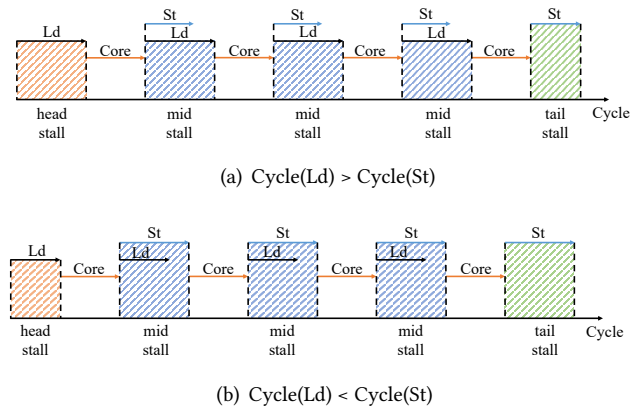 St St St St
Ld Ld Ld Ld
Core Core Core Core
head mid mid mid tail Cycle
stall stall stall stall stall
(a) Cycle(Ld) > Cycle(St)
St St St St
Ld Ld Ld Ld
Core Core Core Core
head mid mid mid tail Cycle
stall stall stall stall stall
(b) Cycle(Ld) < Cycle(St)